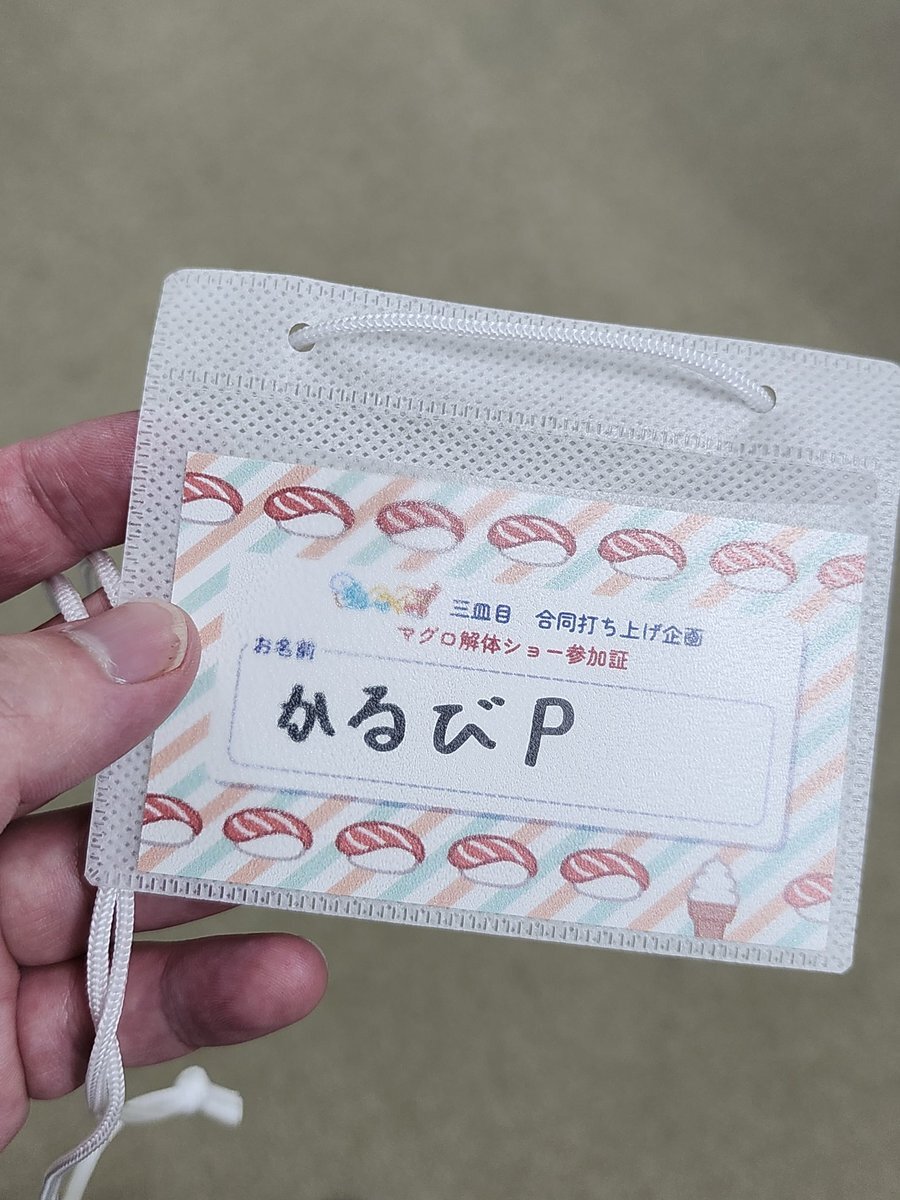 三皿目　合同打ち上げ企画
マグロ解体ショー参加証
お名前
かるびP